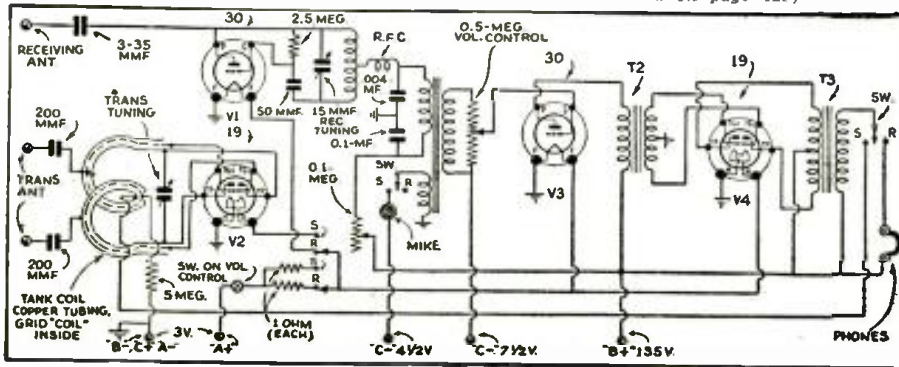 RECEIVING
ANT
3-35
MMF
30
V1
2.5 MEG.
50 MMF.
15 MMF
REC
TUNING
R.F.C
.004
MF.
0.1-MF.
0.5-MEG
VOL. CONTROL
30
V3
T2
19
V4
T3
SW.
S
R
200
MMF
TRANS
TUNING
19
V2
TRANS
ANT
200
MMF
TANK COIL
COPPER TUBING,
GRID "COIL"
INSIDE
5 MEG.
SW. ON VOL
CONTROL
S
R
S
R
1 OHM
(EACH)
0.1-
MEG
SW
S
R
MIKE
PHONES
"B-","C+" A-"
3V.
"A+"
"C-" 4 1/2 V
"C-" 7 1/2 V.
"B+" 135 V.